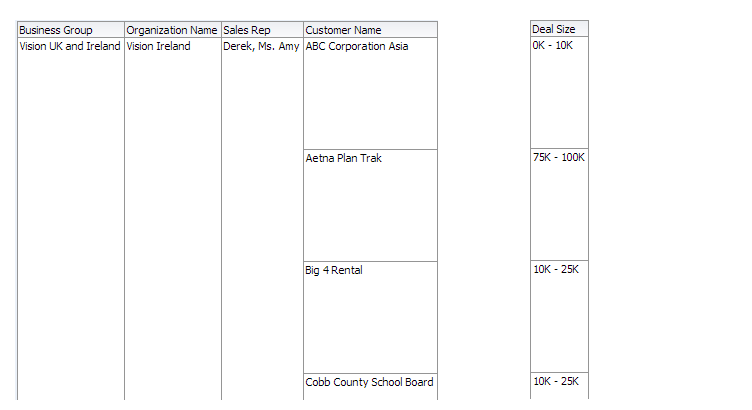 Business Group Organization Name Sales Rep Customer Name Deal Size
Vision UK and Ireland Vision Ireland Derek, Ms. Amy ABC Corporation Asia 0K - 10K
Aetna Plan Trak 75K - 100K
Big 4 Rental 10K - 25K
Cobb County School Board 10K - 25K